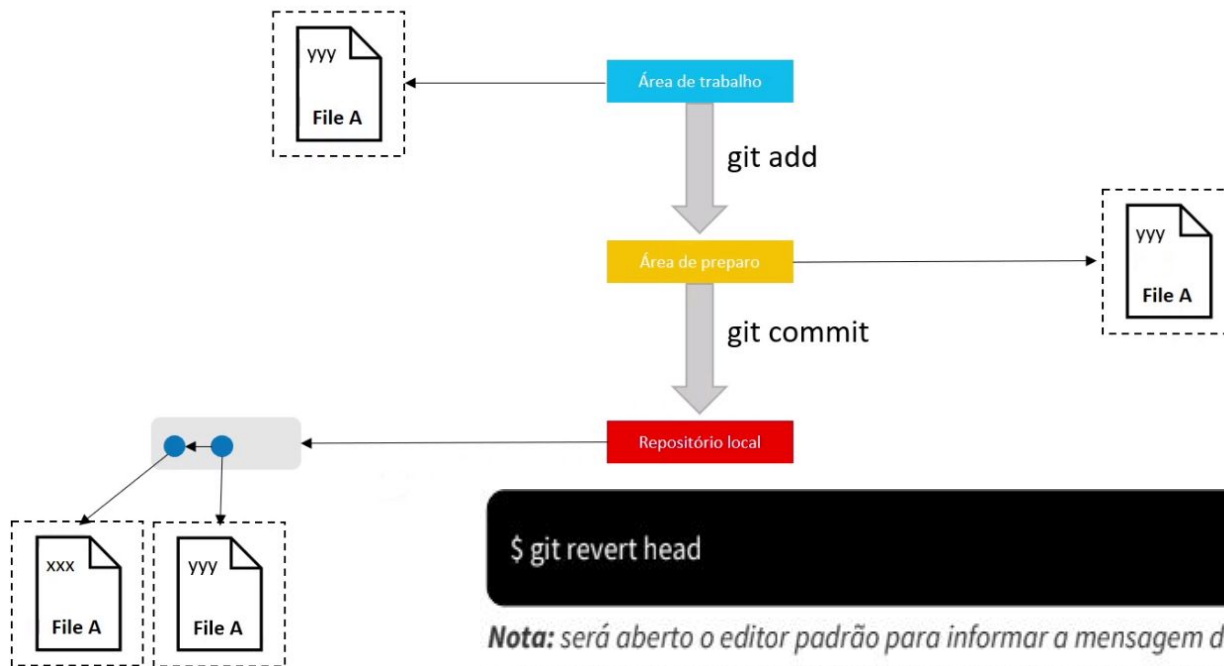 yyy
File A
Área de trabalho
git add
yyy
File A
Área de preparo
git commit
Repositório local
xxx
File A
yyy
File A
$ git revert head
Nota: será aberto o editor padrão para informar a mensagem d